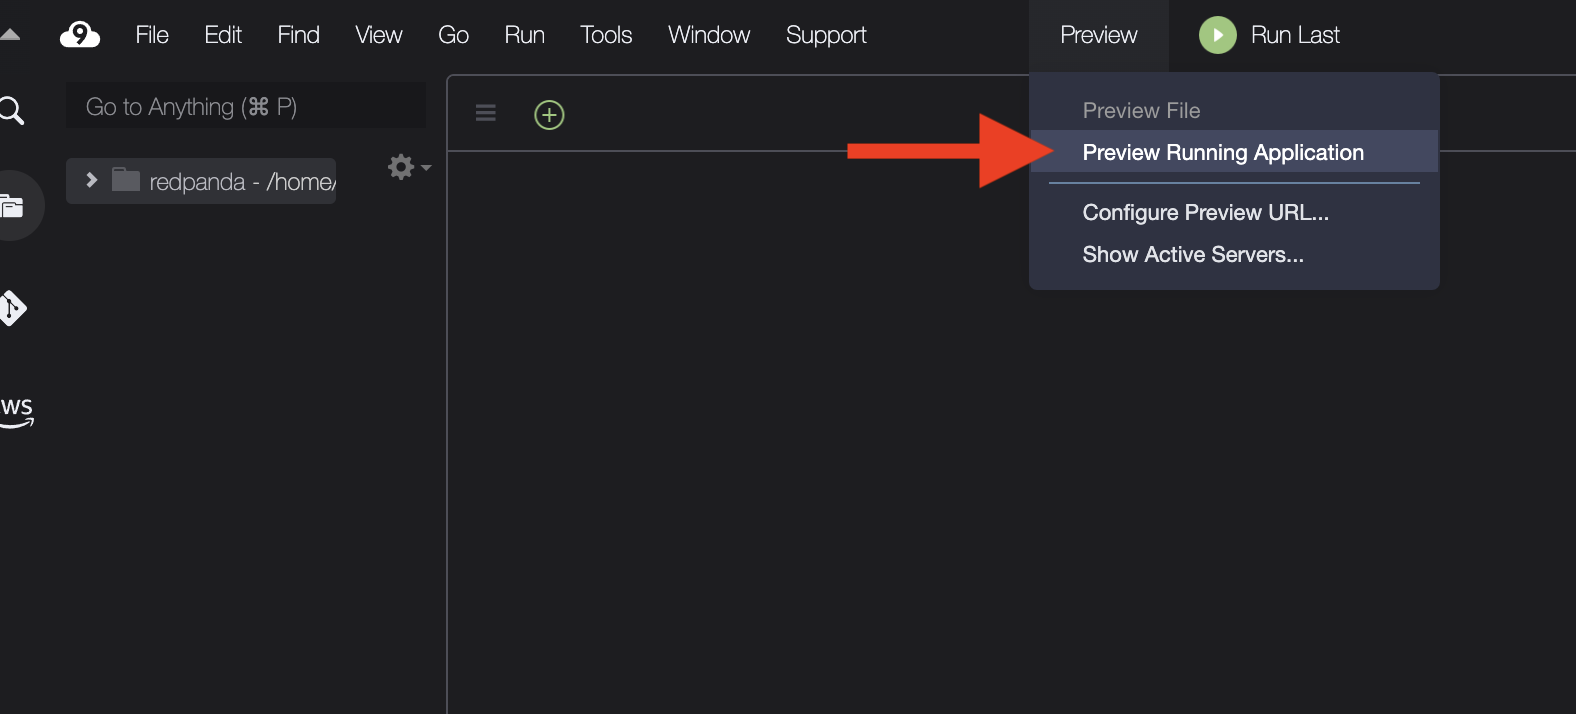 9 File Edit Find View Go Run Tools Window Support Preview Run Last
Go to Anything (⌘ P)
Preview File
Preview Running Application
redpanda - /home/
Configure Preview URL...
Show Active Servers...
WS